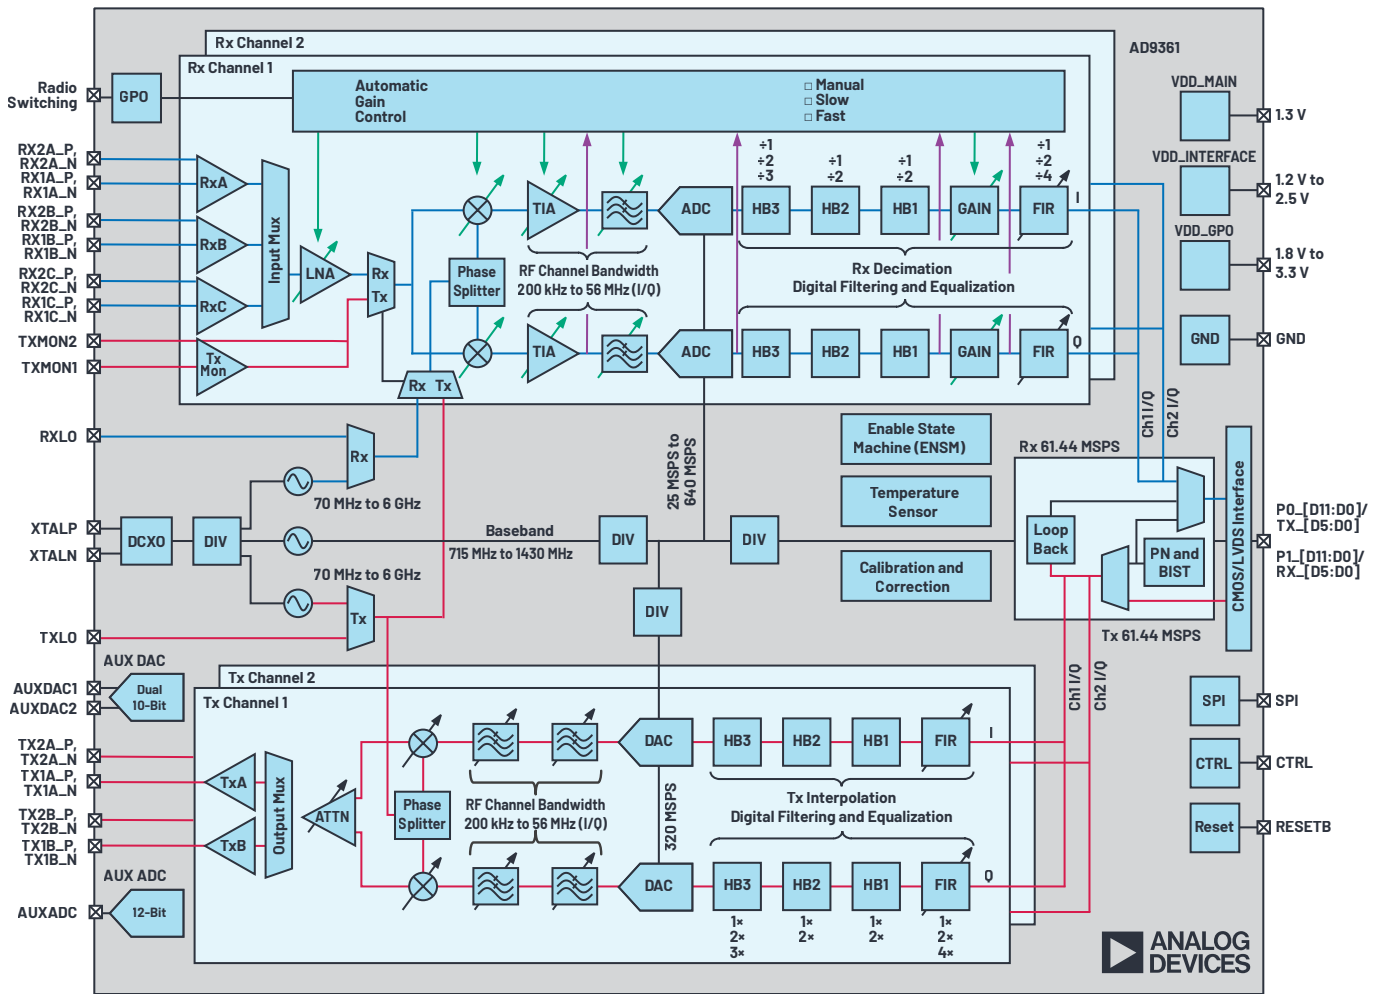 Rx Channel 2
AD9361
Rx Channel 1
Radio
Switching
GPO
Automatic
Gain
Control
□ Manual
□ Slow
□ Fast
VDD_MAIN
1.3 V
RX2A_P,
RX2A_N
RX1A_P,
RX1A_N
RX2B_P,
RX2B_N
RX1B_P,
RX1B_N
RX2C_P,
RX2C_N
RX1C_P,
RX1C_N
TXMON2
TXMON1
RxA
RxB
RxC
Tx
Mon
Input Mux
LNA
Rx
Tx
Phase
Splitter
TIA
RF Channel Bandwidth
200 kHz to 56 MHz (I/Q)
TIA
ADC
ADC
÷1
÷2
÷3
÷1
÷2
÷1
÷2
÷1
÷2
÷4
HB3
HB2
HB1
GAIN
FIR
I
Rx Decimation
Digital Filtering and Equalization
HB3
HB2
HB1
GAIN
FIR
Q
VDD_INTERFACE
1.2 V to
2.5 V
VDD_GPO
1.8 V to
3.3 V
GND
GND
Rx Tx
Ch1 I/Q
Ch2 I/Q
RXLO
Rx
70 MHz to 6 GHz
25 MSPS to
640 MSPS
Enable State
Machine (ENSM)
Temperature
Sensor
Calibration and
Correction
Rx 61.44 MSPS
Loop
Back
PN and
BIST
Tx 61.44 MSPS
CMOS/LVDS Interface
P0_[D11:D0]/
TX_[D5:D0]
P1_[D11:D0]/
RX_[D5:D0]
XTALP
XTALN
DCXO
DIV
Baseband
715 MHz to 1430 MHz
DIV
DIV
DIV
70 MHz to 6 GHz
Tx
TXLO
AUX DAC
AUXDAC1
AUXDAC2
Dual
10-Bit
Tx Channel 2
Tx Channel 1
Ch1 I/Q
Ch2 I/Q
SPI
SPI
CTRL
CTRL
Reset
RESETB
TX2A_P,
TX2A_N
TX1A_P,
TX1A_N
TX2B_P,
TX2B_N
TX1B_P,
TX1B_N
TxA
TxB
Output Mux
ATTN
Phase
Splitter
RF Channel Bandwidth
200 kHz to 56 MHz (I/Q)
DAC
320 MSPS
DAC
HB3
HB2
HB1
FIR
I
Tx Interpolation
Digital Filtering and Equalization
HB3
HB2
HB1
FIR
Q
1×
2×
3×
1×
2×
1×
2×
1×
2×
4×
AUX ADC
AUXADC
12-Bit
ANALOG
DEVICES